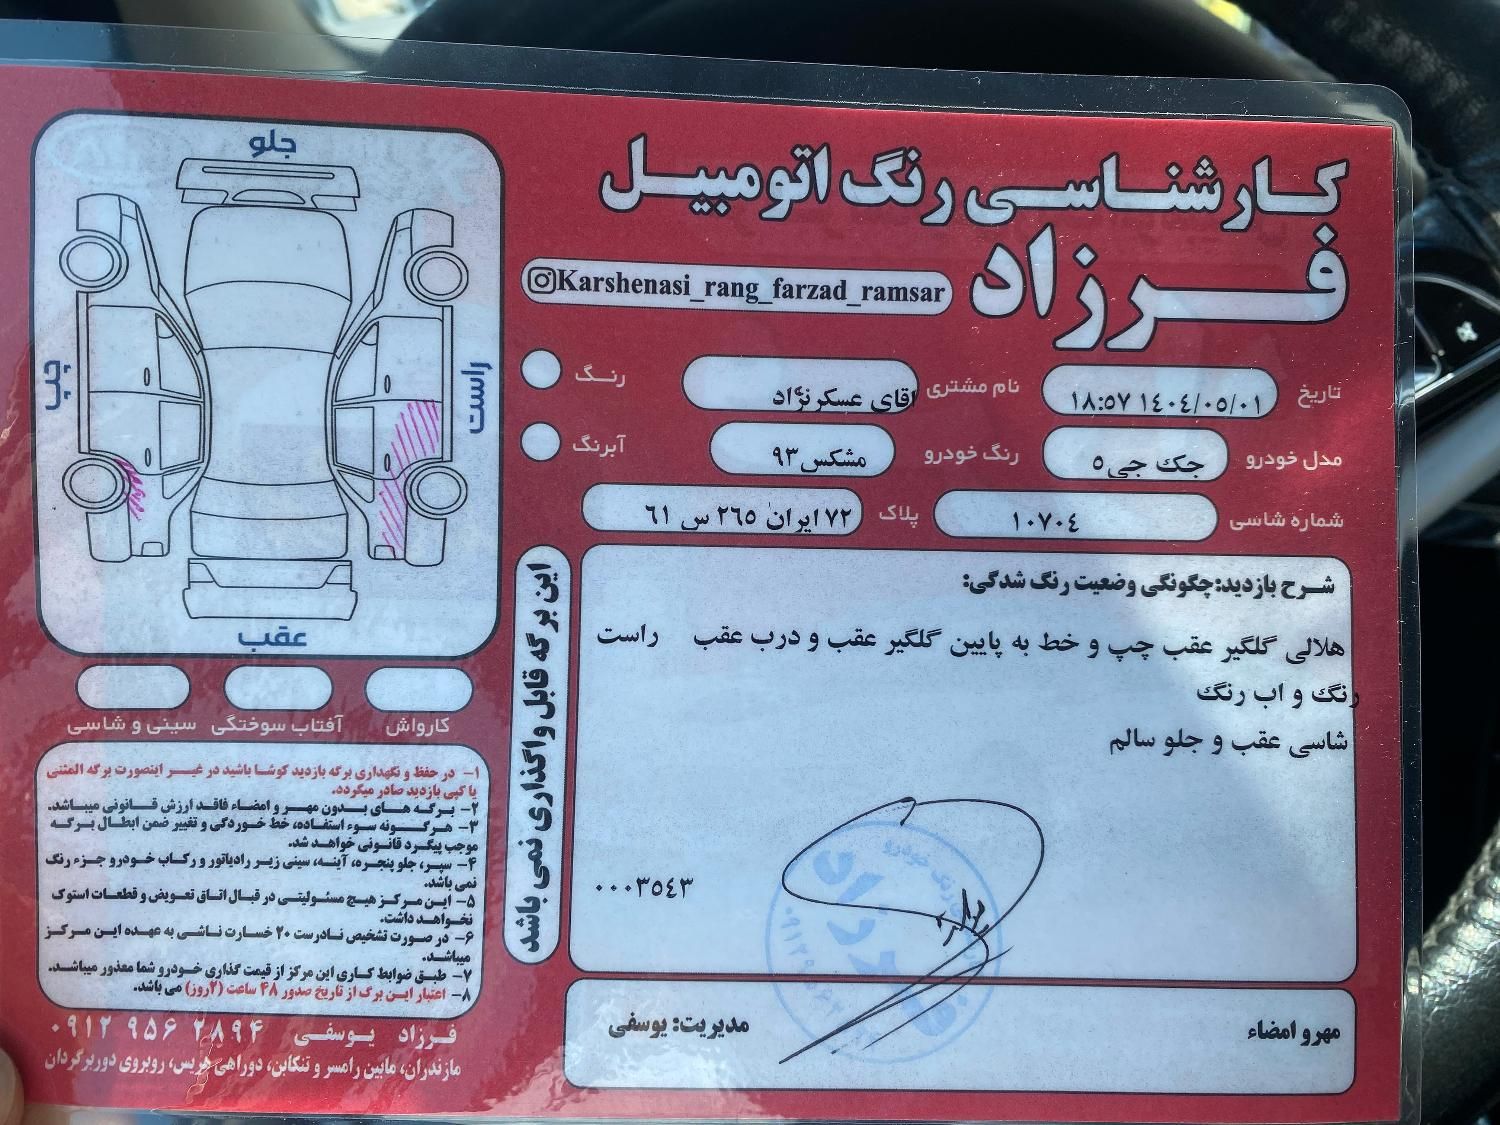 کارشناسی رنگ اتومبیل
فرزاد
Karshenasi_rang_farzad_ramsar
تاریخ ۱۴۰۴/۰۵/۰۱ ۱۸:۵۷ نام مشتری اقای عسکرنژاد رنگ
مدل خودرو جک جی۵ رنگ خودرو مشکس۹۳ آبرنگ
شماره شاسی ۱۰۷۰۴ پلاک ۷۲ ایران ۲۶۵ س ۶۱
شرح بازدید:چگونگی وضعیت رنگ شدگی:
هلالی گلگیر عقب چپ و خط به پایین گلگیر عقب و درب عقب راست
رنگ و اب رنگ
شاسی عقب و جلو سالم
۰۰۰۳۵۴۳
مهرو امضاء
مدیریت: یوسفی
این برگه قابل واگذاری نمی باشد
جلو
چپ
راست
عقب
کارواش آفتاب سوختگی سینی و شاسی
۱- در حفظ و نگهداری برگه بازدید کوشا باشید در غیر اینصورت برگه المثنی
یا کپی بازدید صادر میگردد.
۲- برگه های بدون مهر و امضاء فاقد ارزش قانونی میباشد.
۳- هرگونه سوء استفاده، خط خوردگی و تغییر ضمن ابطال برگه
موجب پیگرد قانونی خواهد شد.
۴- سپر، جلو پنجره، آینه، سینی زیر رادیاتور و رکاب خودرو جزء رنگ
نمی باشد.
۵- این مرکز هیچ مسئولیتی در قبال اتاق تعویض و قطعات استوک
نخواهد داشت.
۶- در صورت تشخیص نادرست ۲۰ خسارت ناشی به عهده این مرکز
میباشد.
۷- طبق ضوابط کاری این مرکز از قیمت گذاری خودرو شما معذور میباشد.
۸- اعتبار این برگ از تاریخ صدور ۴۸ ساعت (۲روز) می باشد.
فرزاد یوسفی ۰۹۱۲ ۹۵۶ ۲۸۹۴
مازندران، مابین رامسر و تنکابن، دوراهی هریس، روبروی دوربرگردان